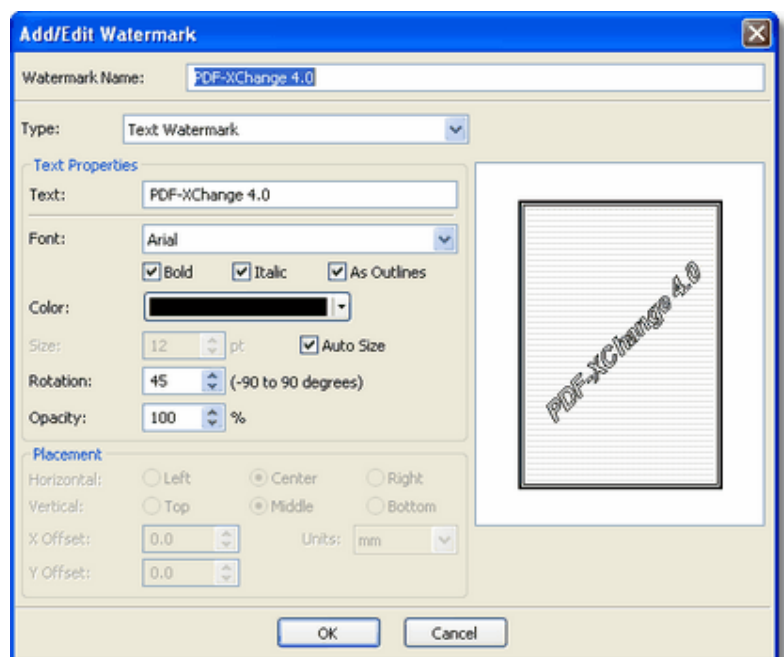 Add/Edit Watermark
Watermark Name: PDF-XChange 4.0
Type: Text Watermark
Text Properties
Text: PDF-XChange 4.0
Font: Arial
Bold Italic As Outlines
Color:
Size: 12 pt Auto Size
Rotation: 45 (-90 to 90 degrees)
Opacity: 100 %
Placement
Horizontal: Left Center Right
Vertical: Top Middle Bottom
X Offset: 0.0 Units: mm
Y Offset: 0.0
PDF-XChange 4.0
OK Cancel